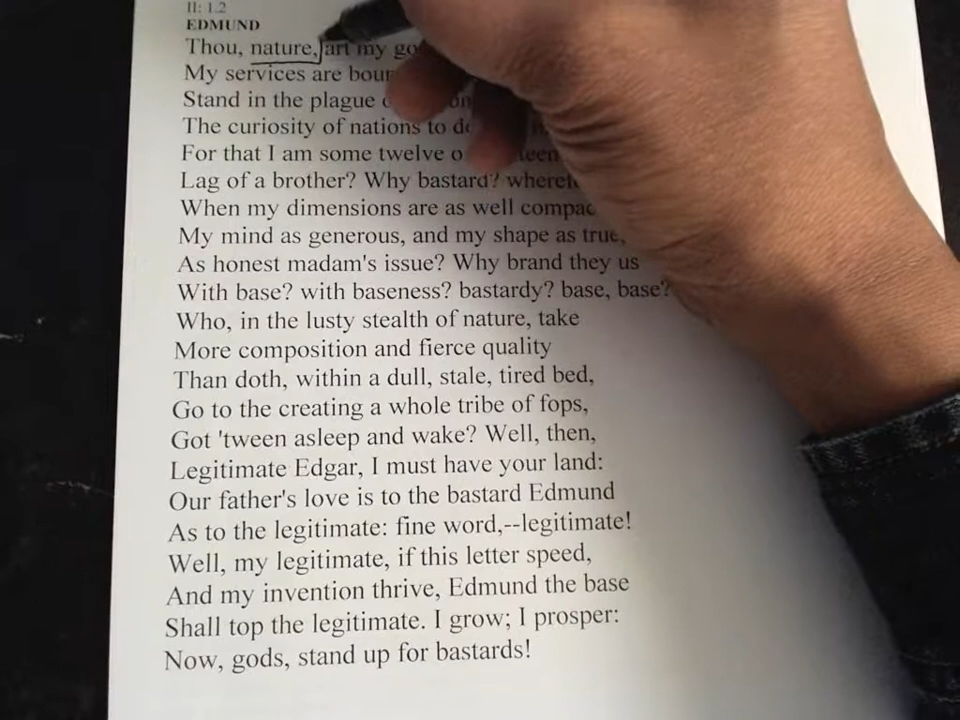 II: 1.2
EDMUND
Thou, nature, art my
My services are
Stand in the plague
The curiosity of nations to
For that I am some twelve
Lag of a brother? Why bastard?
When my dimensions are as well
My mind as generous, and my shape as true,
As honest madam's issue? Why brand they us
With base? with baseness? bastardy? base, base?
Who, in the lusty stealth of nature, take
More composition and fierce quality
Than doth, within a dull, stale, tired bed,
Go to the creating a whole tribe of fops,
Got 'tween asleep and wake? Well, then,
Legitimate Edgar, I must have your land:
Our father's love is to the bastard Edmund
As to the legitimate: fine word,--legitimate!
Well, my legitimate, if this letter speed,
And my invention thrive, Edmund the base
Shall top the legitimate. I grow; I prosper:
Now, gods, stand up for bastards!